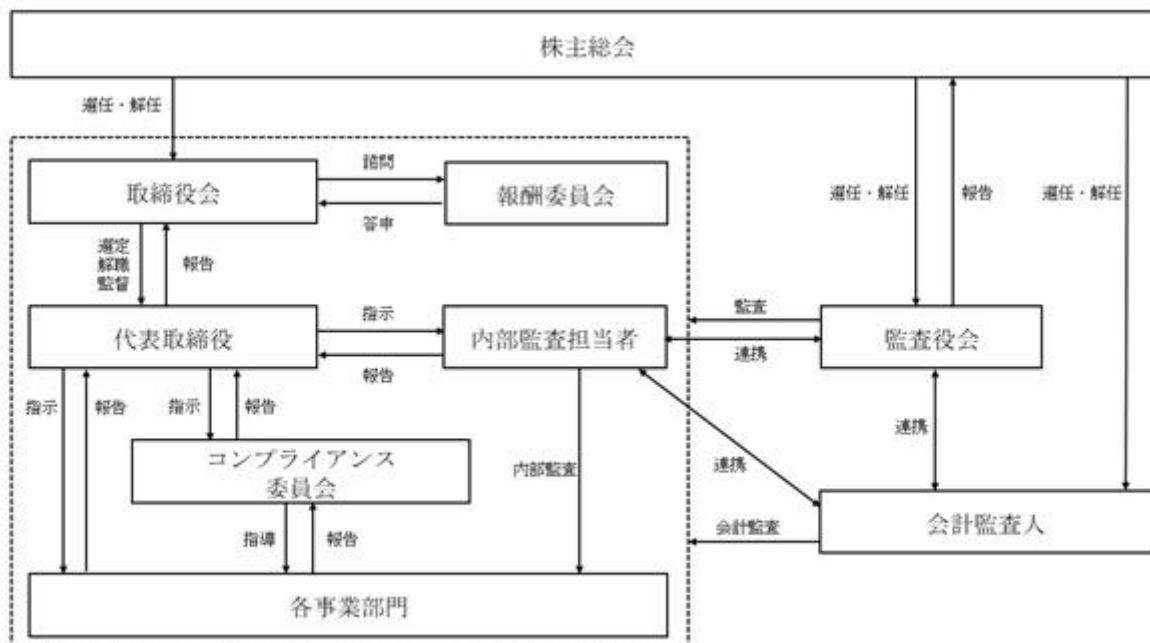 株主総会
選任・解任
選任・解任
報告
選任・解任
取締役会
諮問
答申
報酬委員会
選定
解職
監督
報告
代表取締役
指示
報告
内部監査担当者
監査
連携
監査役会
指示
報告
指示
報告
コンプライアンス
委員会
内部監査
連携
連携
指導
報告
会計監査
会計監査人
各事業部門